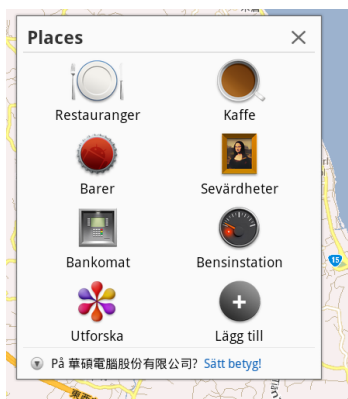 Places
Restauranger Kaffe
Barer Sevärdheter
Bankomat Bensinstation
Utforska Lägg till
På 華碩電腦股份有限公司? Sätt betyg!
15